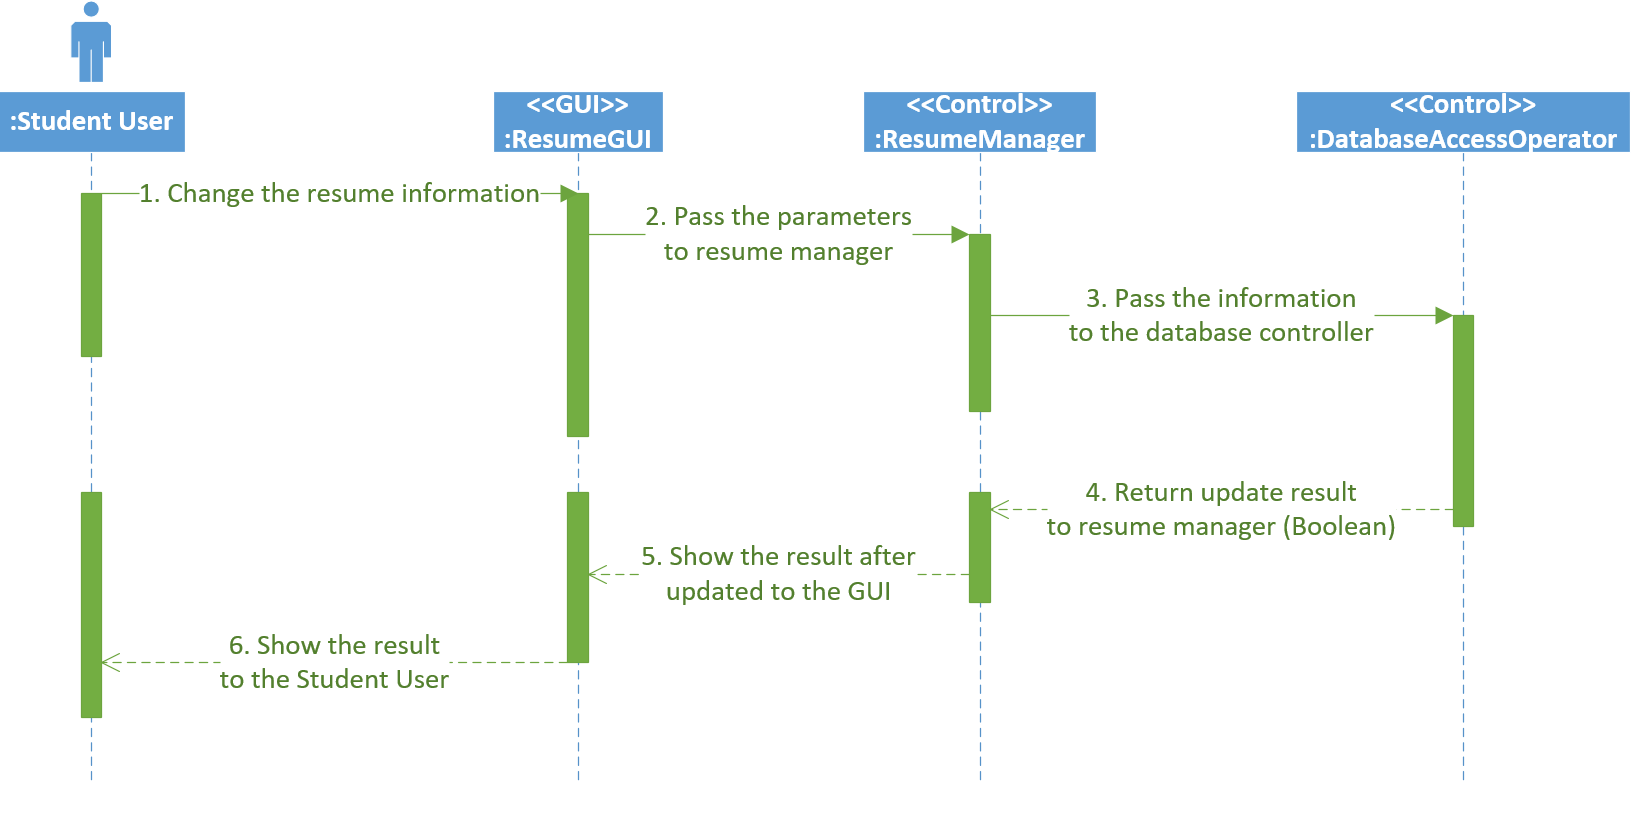 :Student User
<<GUI>>
:ResumeGUI
<<Control>>
:ResumeManager
<<Control>>
:DatabaseAccessOperator
1. Change the resume information
2. Pass the parameters
to resume manager
3. Pass the information
to the database controller
4. Return update result
to resume manager (Boolean)
5. Show the result after
updated to the GUI
6. Show the result
to the Student User